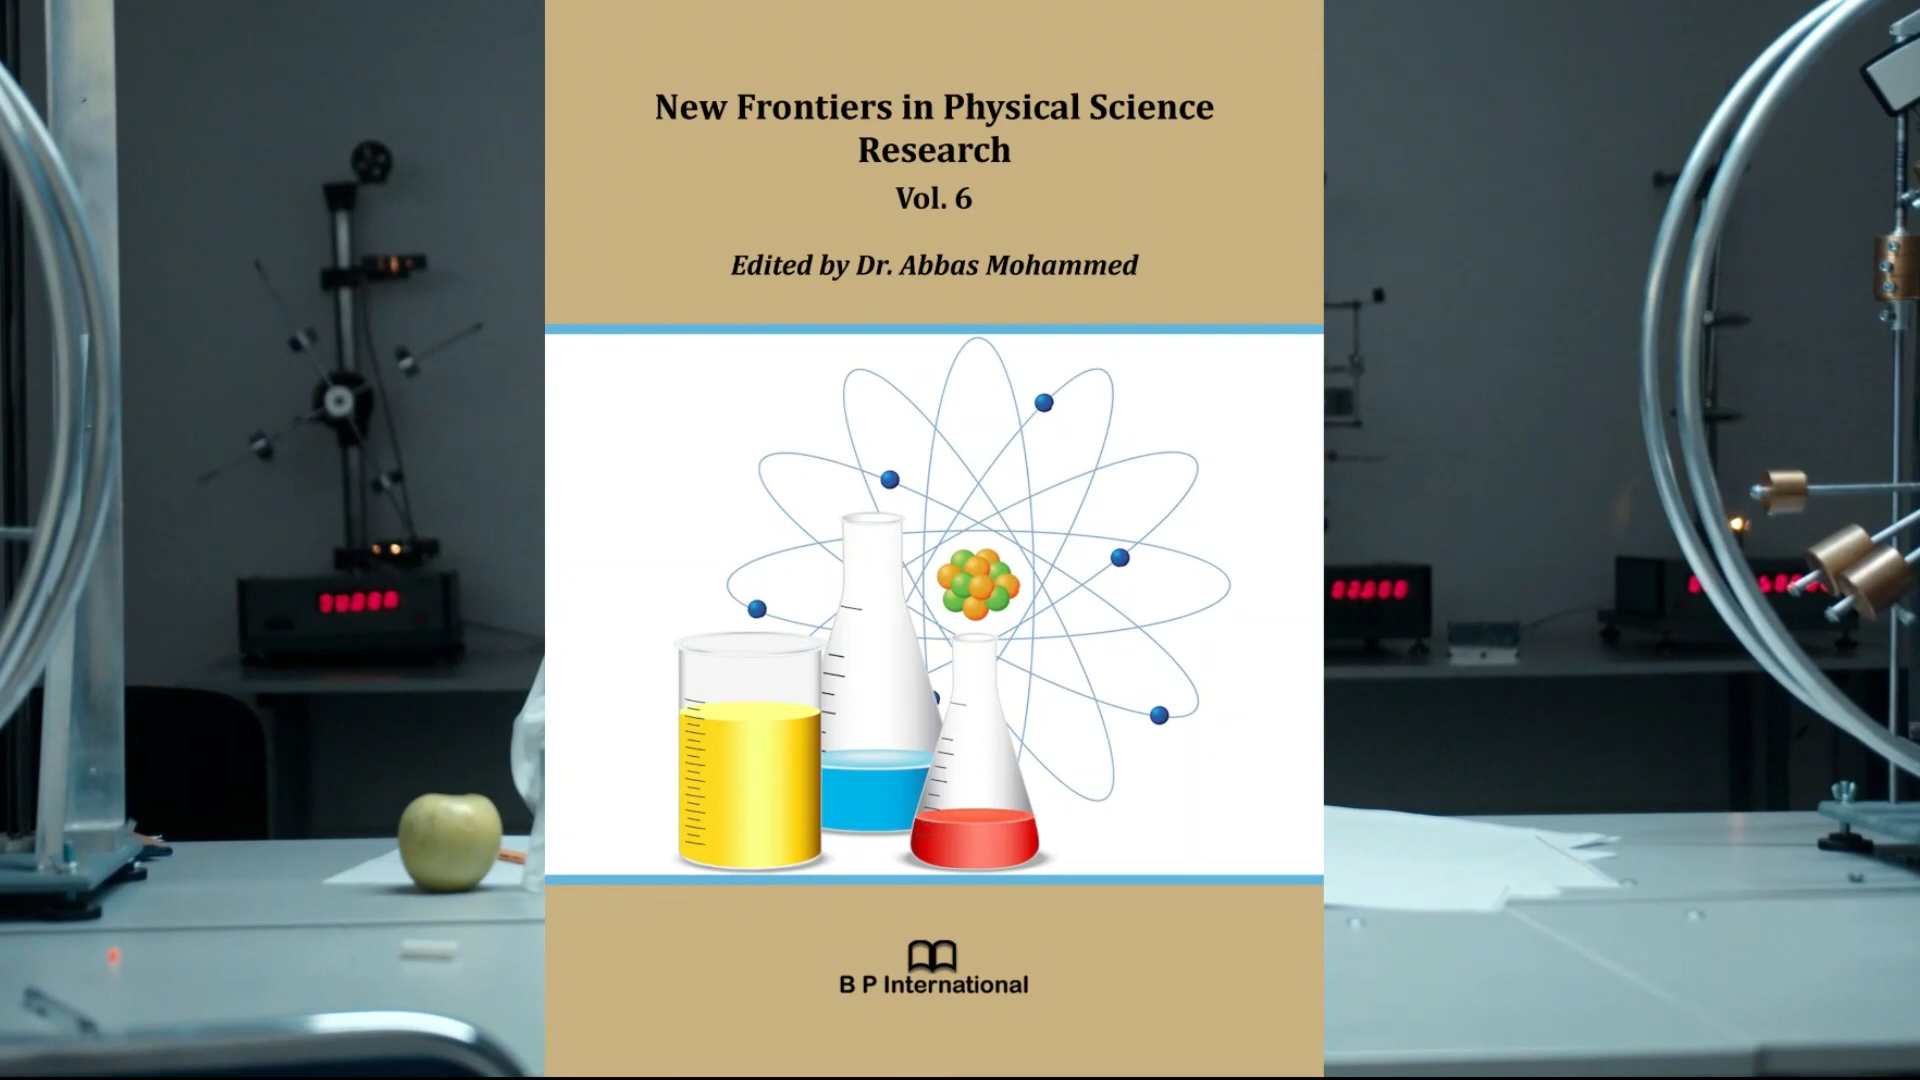 New Frontiers in Physical Science
Research
Vol. 6
Edited by Dr. Abbas Mohammed
B P International